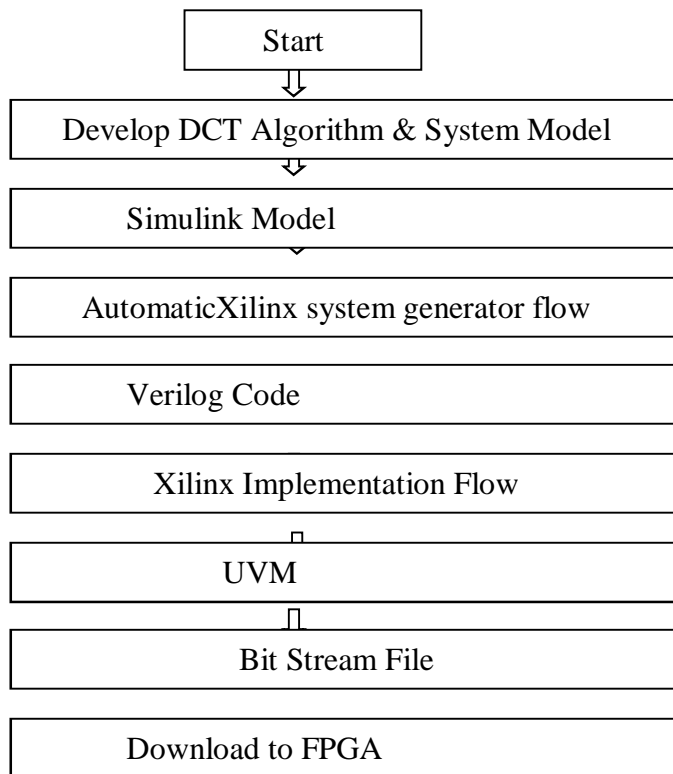 Start
Develop DCT Algorithm & System Model
Simulink Model
AutomaticXilinx system generator flow
Verilog Code
Xilinx Implementation Flow
UVM
Bit Stream File
Download to FPGA